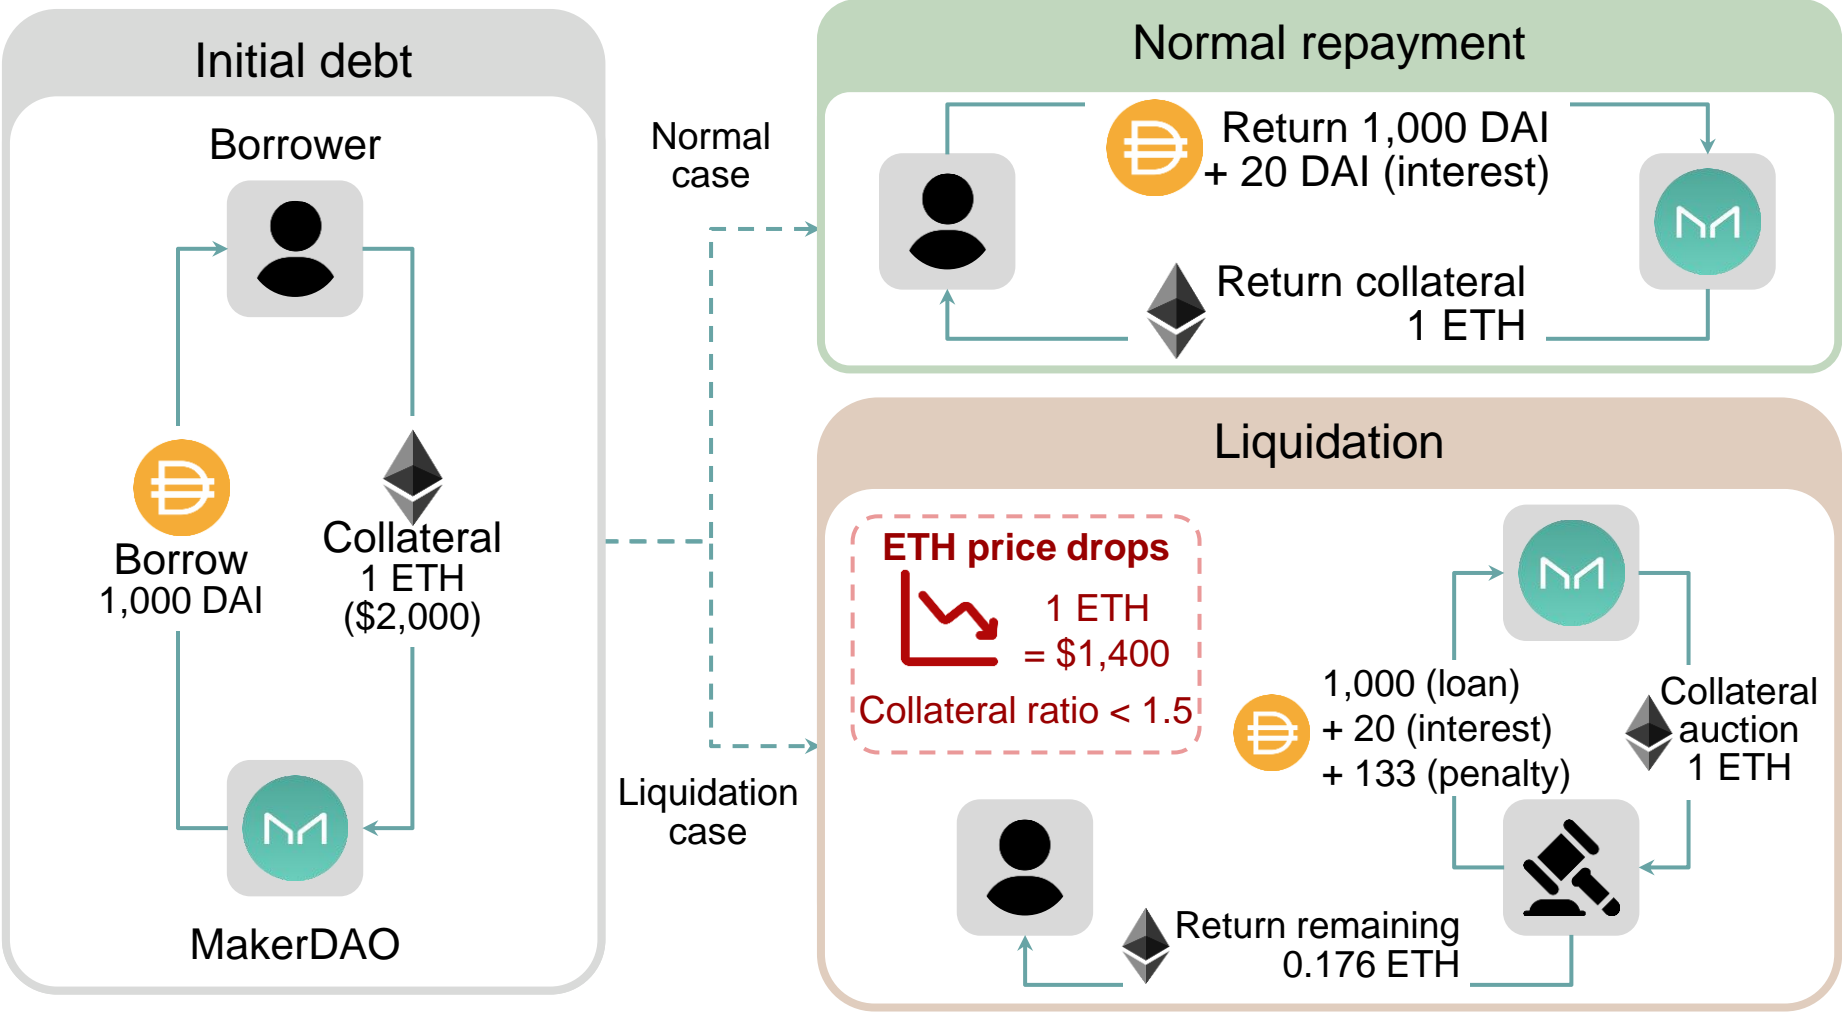 Initial debt
Borrower
Borrow
1,000 DAI
Collateral
1 ETH
($2,000)
MakerDAO
Normal
case
Liquidation
case
Normal repayment
Return 1,000 DAI
+ 20 DAI (interest)
Return collateral
1 ETH
Liquidation
ETH price drops
1 ETH
= $1,400
Collateral ratio < 1.5
1,000 (loan)
+ 20 (interest)
+ 133 (penalty)
Collateral
auction
1 ETH
Return remaining
0.176 ETH